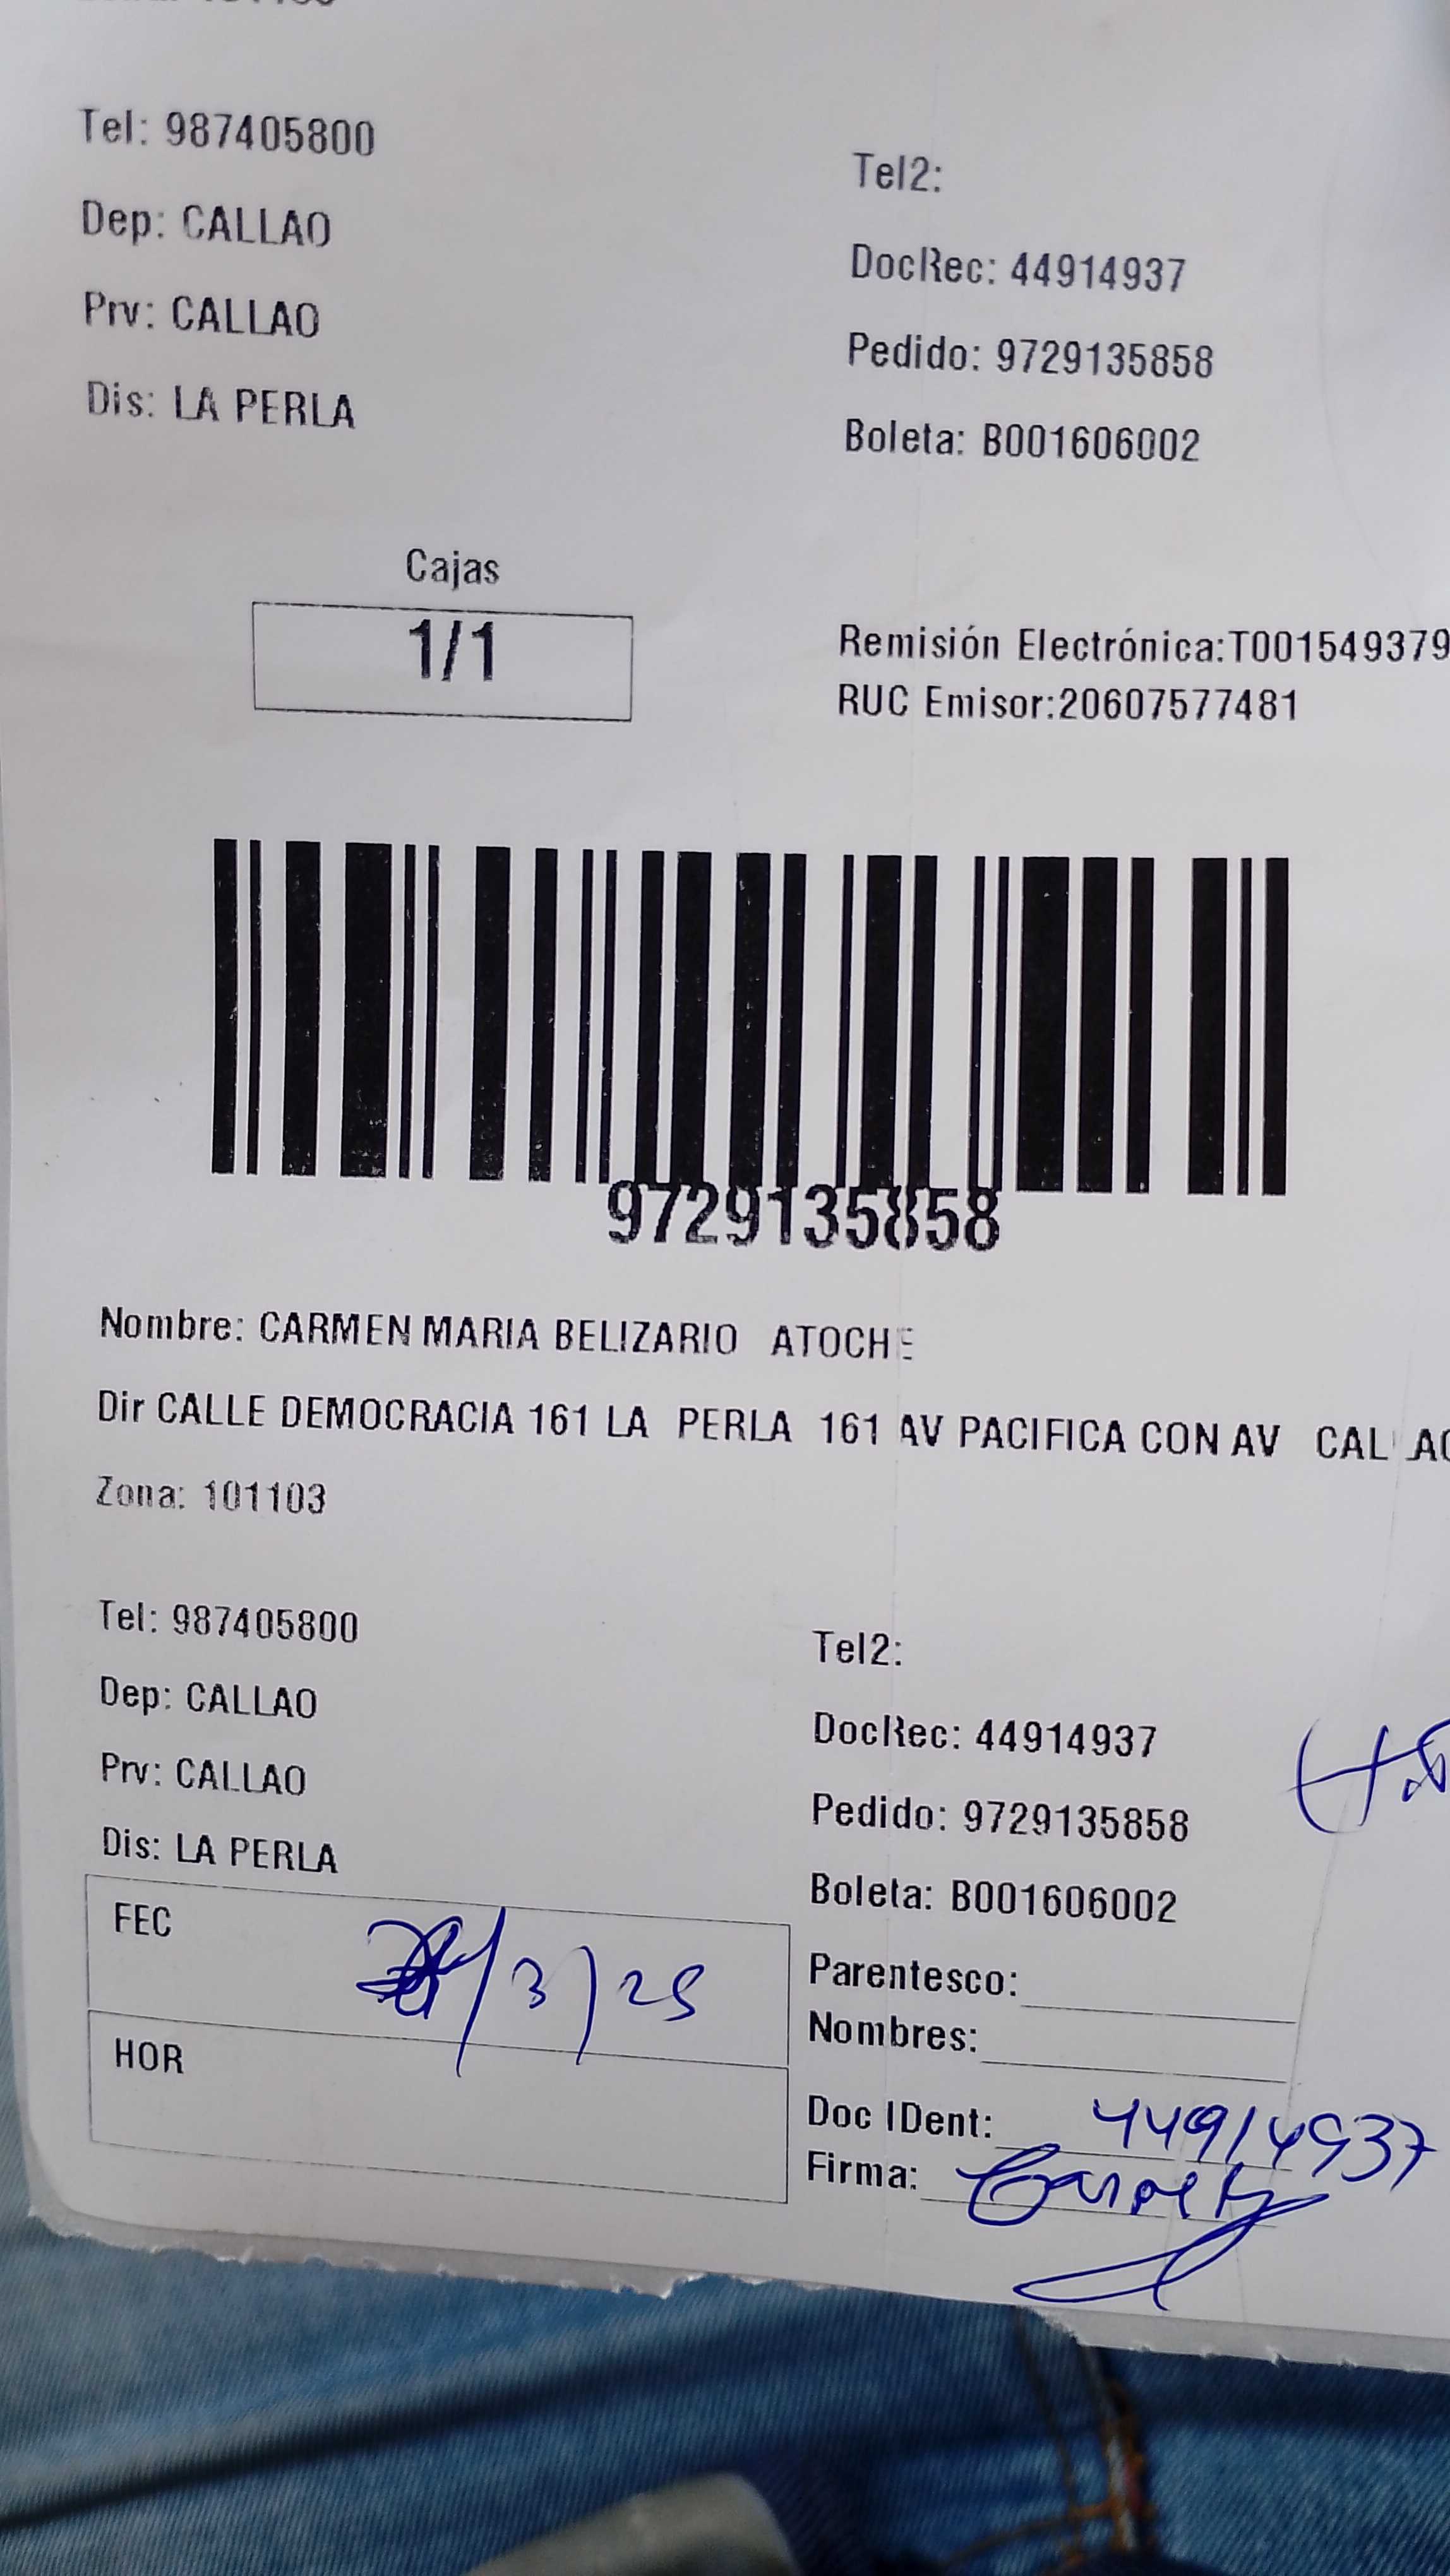 Tel: 987405800
Tel2:
Dep: CALLAO
DocRec: 44914937
Prv: CALLAO
Pedido: 9729135858
Dis: LA PERLA
Boleta: B001606002
Cajas
1/1
Remisión Electrónica:T001549379
RUC Emisor:20607577481
9729135858
Nombre: CARMEN MARIA BELIZARIO ATOCHE
Dir CALLE DEMOCRACIA 161 LA PERLA 161 AV PACIFICA CON AV CALLAO
Zona: 101103
Tel: 987405800
Tel2:
Dep: CALLAO
DocRec: 44914937
Prv: CALLAO
Pedido: 9729135858
Dis: LA PERLA
Boleta: B001606002
FEC /3/25
Parentesco:
Nombres:
HOR
Doc IDent: 44914937
Firma: